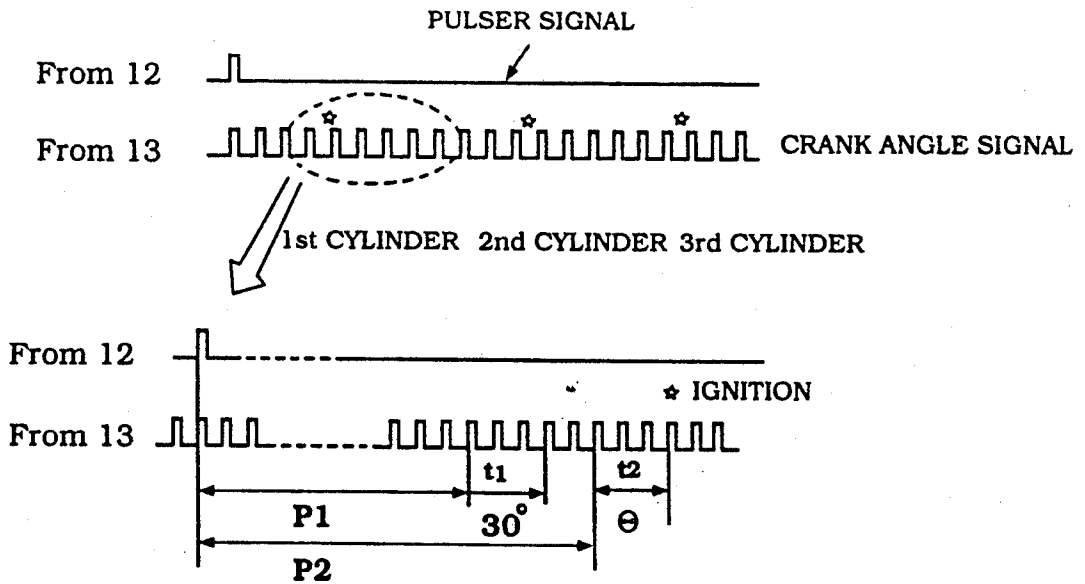 PULSER SIGNAL
From 12
From 13
CRANK ANGLE SIGNAL
1st CYLINDER 2nd CYLINDER 3rd CYLINDER
From 12
☆ IGNITION
From 13
t1 t2
P1 30° Θ
P2